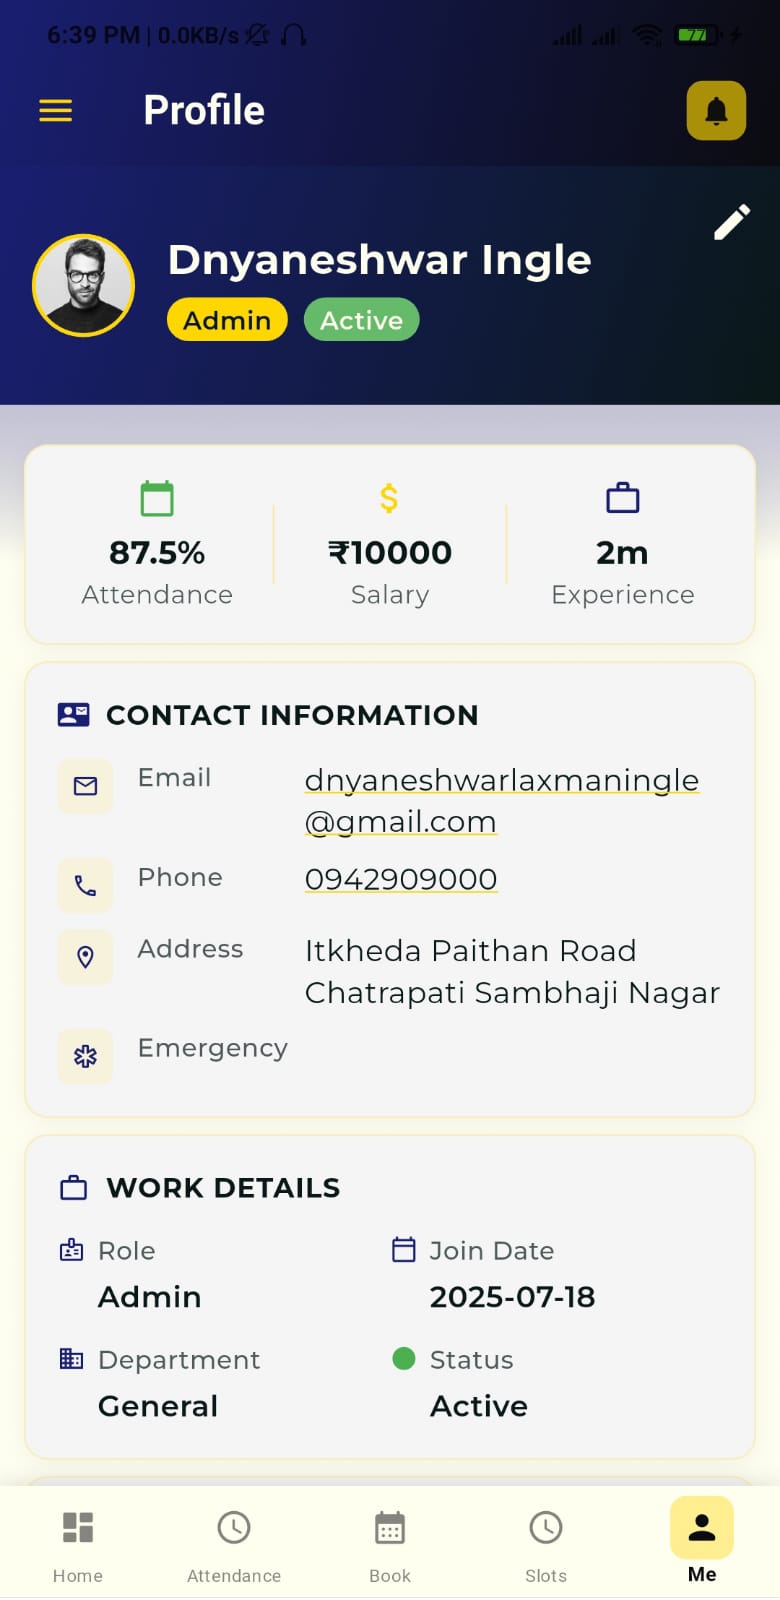 6:39 PM | 0.0KB/s
77
Profile
Dnyaneshwar Ingle
Admin
Active
87.5%
Attendance
$
₹10000
Salary
2m
Experience
CONTACT INFORMATION
Email
dnyaneshwarlaxmaningle
@gmail.com
Phone
0942909000
Address
Itkheda Paithan Road
Chatrapati Sambhaji Nagar
Emergency
WORK DETAILS
Role
Admin
Join Date
2025-07-18
Department
General
Status
Active
Home
Attendance
Book
Slots
Me